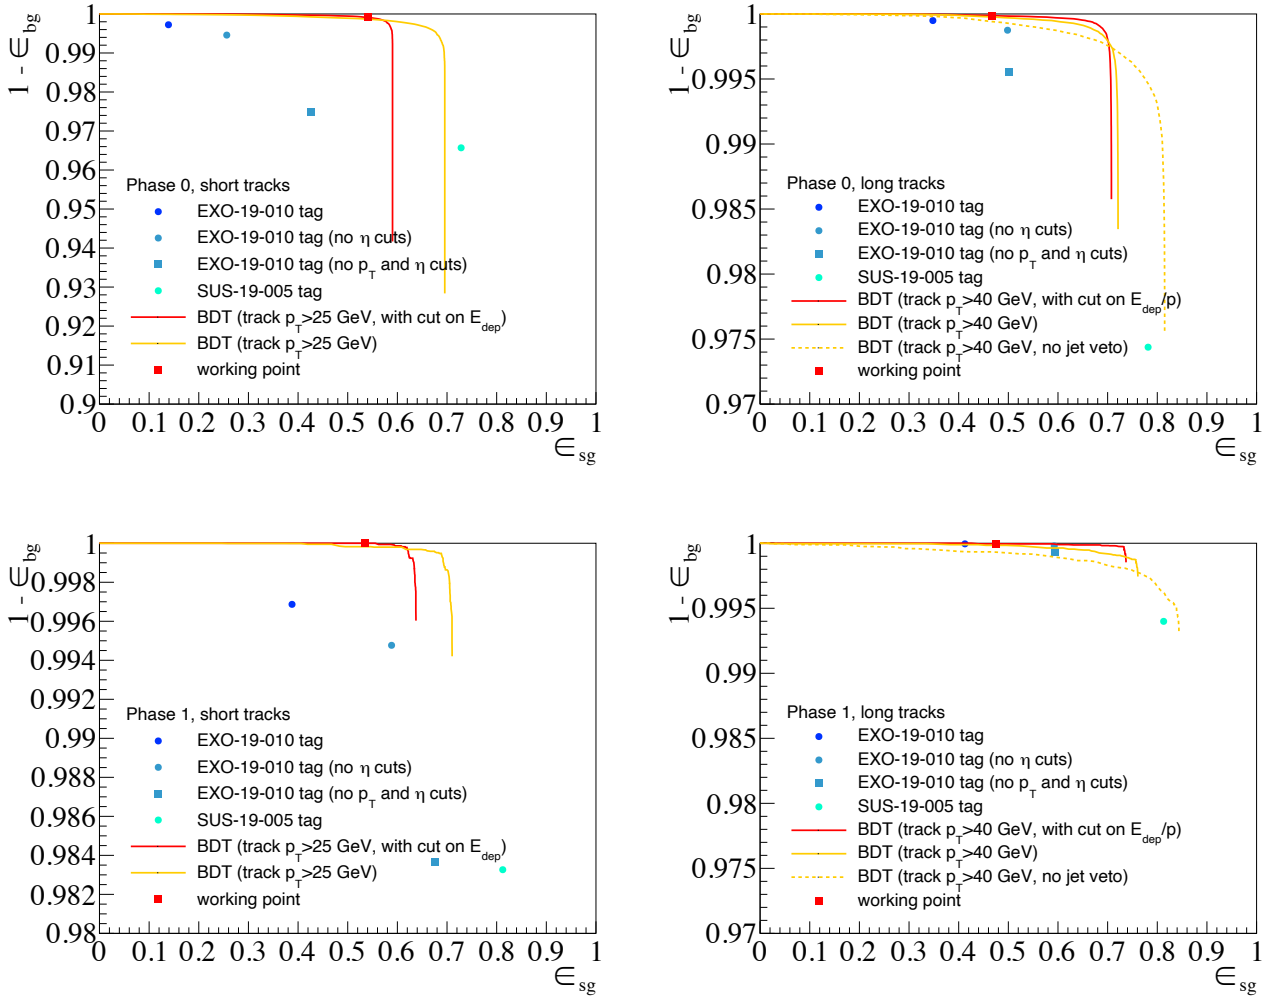 1 - ∈bg
1
0.99
0.98
0.97
0.96
0.95
0.94
0.93
0.92
0.91
0.9
Phase 0, short tracks
EXO-19-010 tag
EXO-19-010 tag (no η cuts)
EXO-19-010 tag (no pT and η cuts)
SUS-19-005 tag
BDT (track pT>25 GeV, with cut on Edep)
BDT (track pT>25 GeV)
working point
0 0.1 0.2 0.3 0.4 0.5 0.6 0.7 0.8 0.9 1
∈sg
1 - ∈bg
1
0.995
0.99
0.985
0.98
0.975
0.97
Phase 0, long tracks
EXO-19-010 tag
EXO-19-010 tag (no η cuts)
EXO-19-010 tag (no pT and η cuts)
SUS-19-005 tag
BDT (track pT>40 GeV, with cut on Edep/p)
BDT (track pT>40 GeV)
BDT (track pT>40 GeV, no jet veto)
working point
0 0.1 0.2 0.3 0.4 0.5 0.6 0.7 0.8 0.9 1
∈sg
1 - ∈bg
1
0.998
0.996
0.994
0.992
0.99
0.988
0.986
0.984
0.982
0.98
Phase 1, short tracks
EXO-19-010 tag
EXO-19-010 tag (no η cuts)
EXO-19-010 tag (no pT and η cuts)
SUS-19-005 tag
BDT (track pT>25 GeV, with cut on Edep)
BDT (track pT>25 GeV)
working point
0 0.1 0.2 0.3 0.4 0.5 0.6 0.7 0.8 0.9 1
∈sg
1 - ∈bg
1
0.995
0.99
0.985
0.98
0.975
0.97
Phase 1, long tracks
EXO-19-010 tag
EXO-19-010 tag (no η cuts)
EXO-19-010 tag (no pT and η cuts)
SUS-19-005 tag
BDT (track pT>40 GeV, with cut on Edep/p)
BDT (track pT>40 GeV)
BDT (track pT>40 GeV, no jet veto)
working point
0 0.1 0.2 0.3 0.4 0.5 0.6 0.7 0.8 0.9 1
∈sg